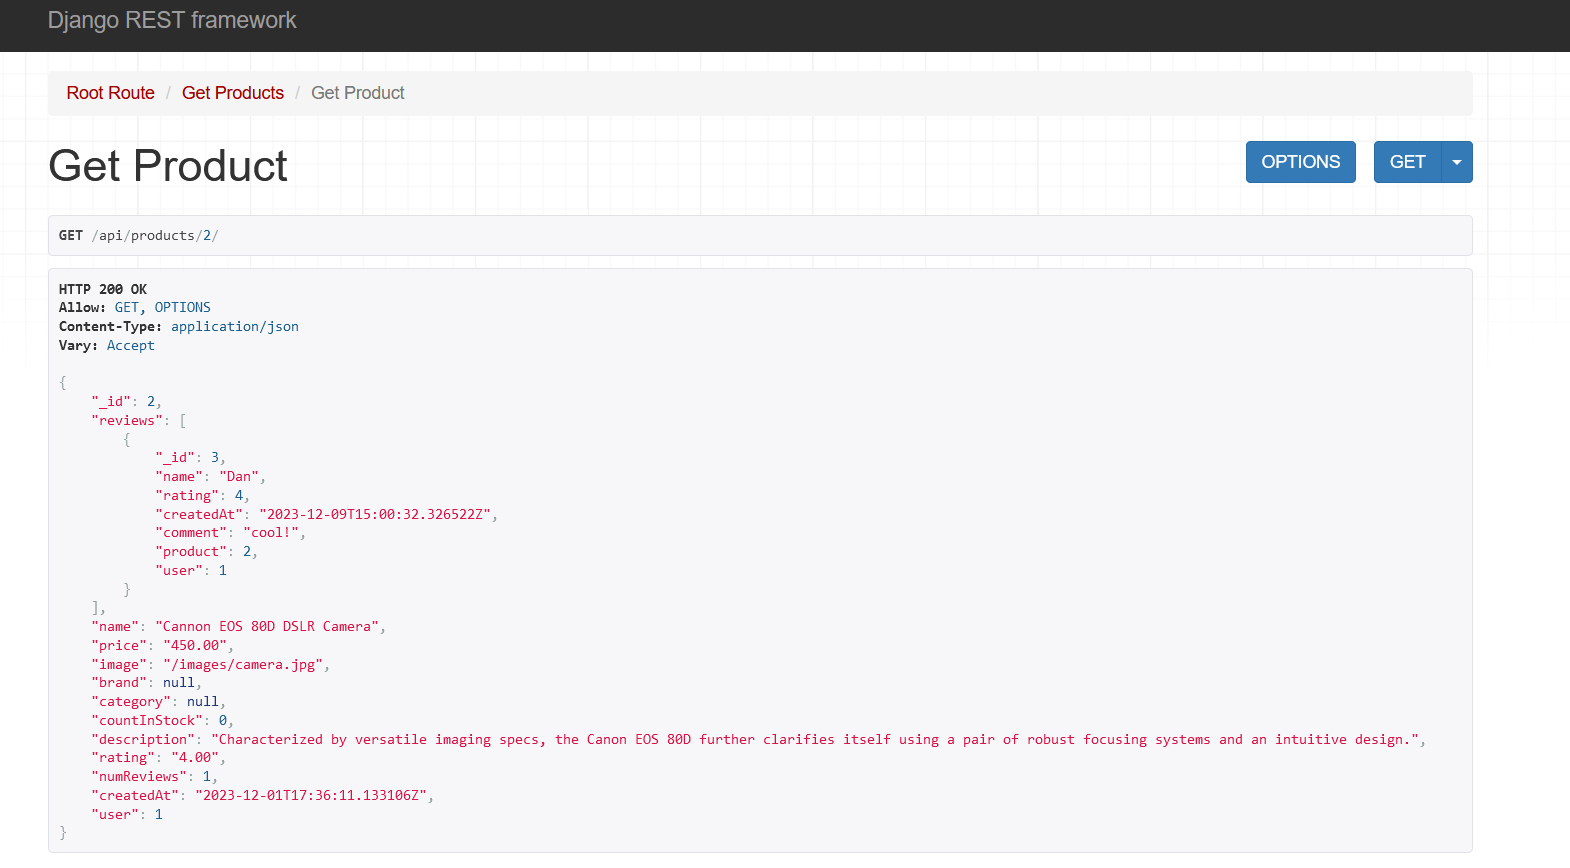 Django REST framework
Root Route / Get Products / Get Product
Get Product
OPTIONS
GET
GET /api/products/2/
HTTP 200 OK
Allow: GET, OPTIONS
Content-Type: application/json
Vary: Accept
{
    "_id": 2,
    "reviews": [
        {
            "_id": 3,
            "name": "Dan",
            "rating": 4,
            "createdAt": "2023-12-09T15:00:32.326522Z",
            "comment": "cool!",
            "product": 2,
            "user": 1
        }
    ],
    "name": "Cannon EOS 80D DSLR Camera",
    "price": "450.00",
    "image": "/images/camera.jpg",
    "brand": null,
    "category": null,
    "countInStock": 0,
    "description": "Characterized by versatile imaging specs, the Canon EOS 80D further clarifies itself using a pair of robust focusing systems and an intuitive design.",
    "rating": "4.00",
    "numReviews": 1,
    "createdAt": "2023-12-01T17:36:11.133106Z",
    "user": 1
}